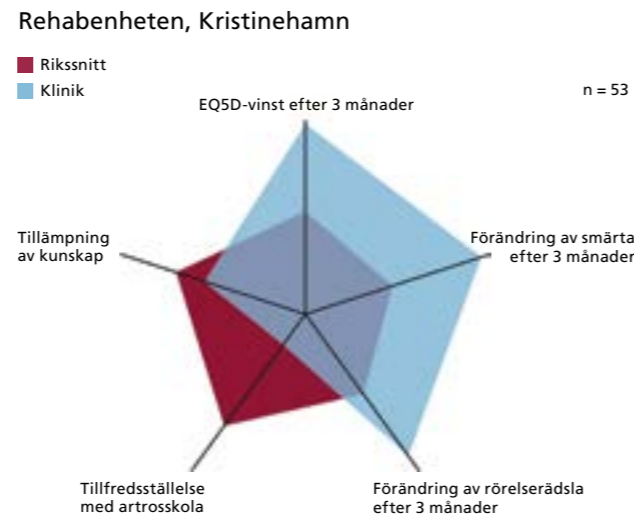 Rehabenheten, Kristinehamn
Rikssnitt
Klinik
n = 53
EQ5D-vinst efter 3 månader
Tillämpning
av kunskap
Förändring av smärta
efter 3 månader
Tillfredsställelse
med artrosskola
Förändring av rörelserädsla
efter 3 månader